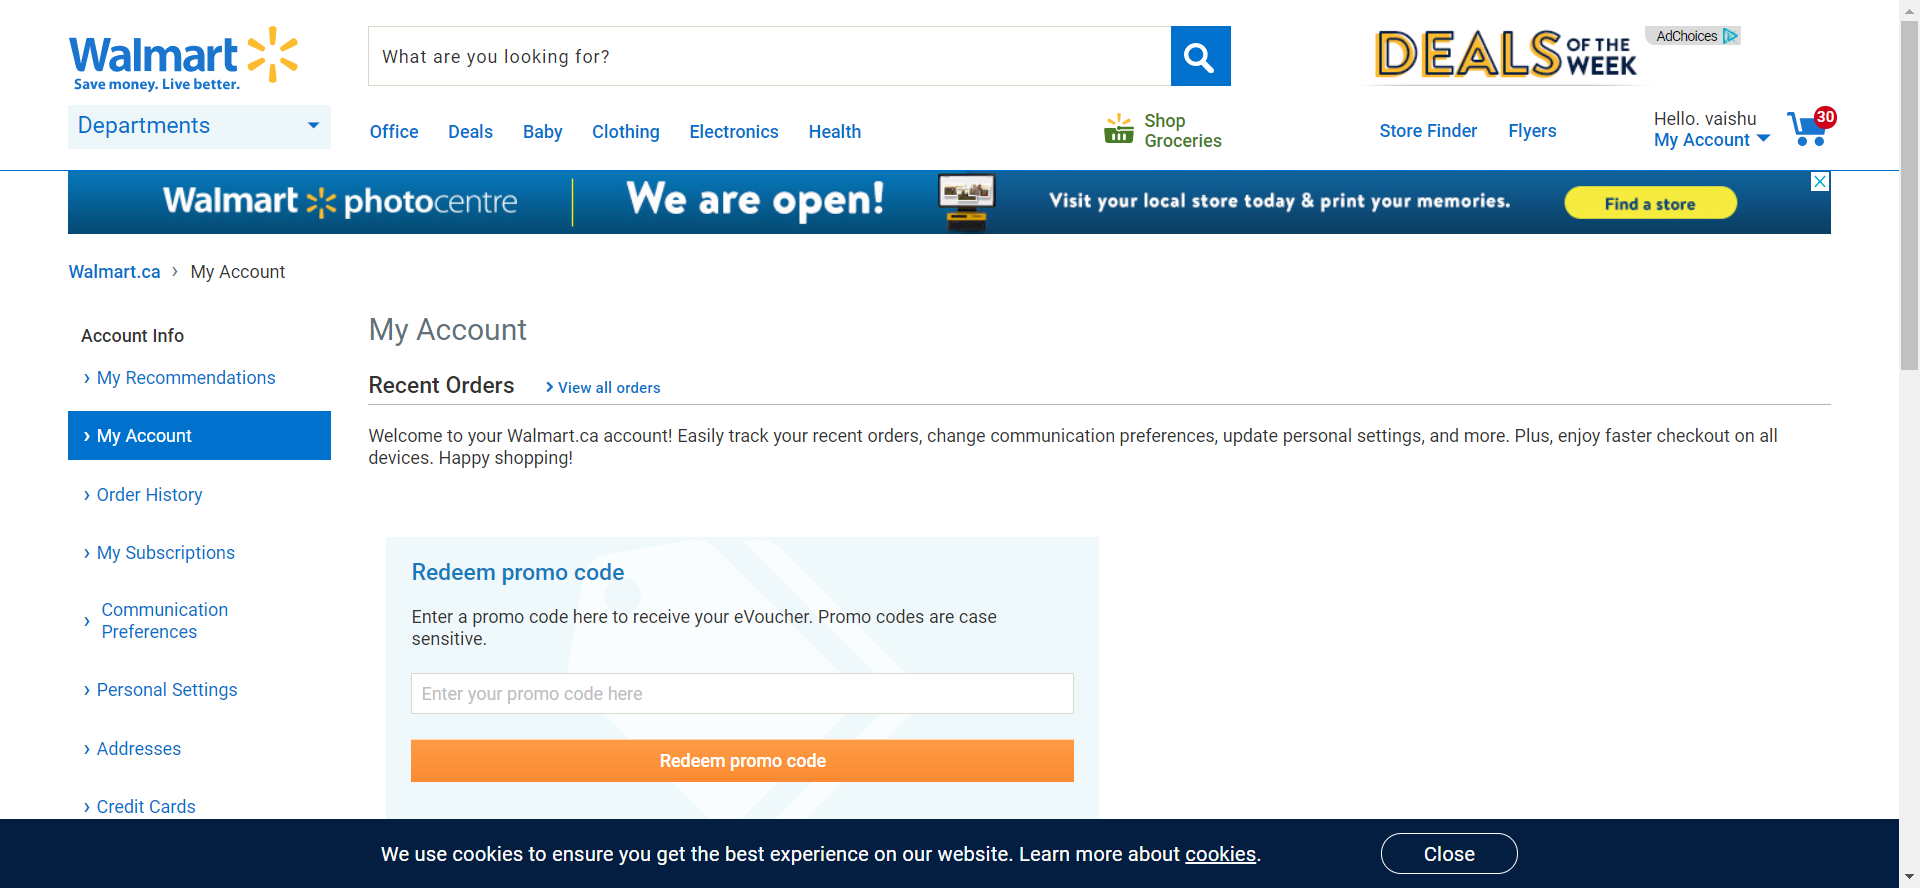 Walmart
Save money. Live better.
What are you looking for?
DEALS OF THE WEEK
AdChoices
Departments
Office Deals Baby Clothing Electronics Health
Shop Groceries
Store Finder Flyers
Hello. vaishu
My Account
30
Walmart photocentre We are open! Visit your local store today & print your memories. Find a store
Walmart.ca › My Account
Account Info
› My Recommendations
› My Account
› Order History
› My Subscriptions
› Communication
Preferences
› Personal Settings
› Addresses
› Credit Cards
My Account
Recent Orders › View all orders
Welcome to your Walmart.ca account! Easily track your recent orders, change communication preferences, update personal settings, and more. Plus, enjoy faster checkout on all
devices. Happy shopping!
Redeem promo code
Enter a promo code here to receive your eVoucher. Promo codes are case
sensitive.
Enter your promo code here
Redeem promo code
We use cookies to ensure you get the best experience on our website. Learn more about cookies.
Close